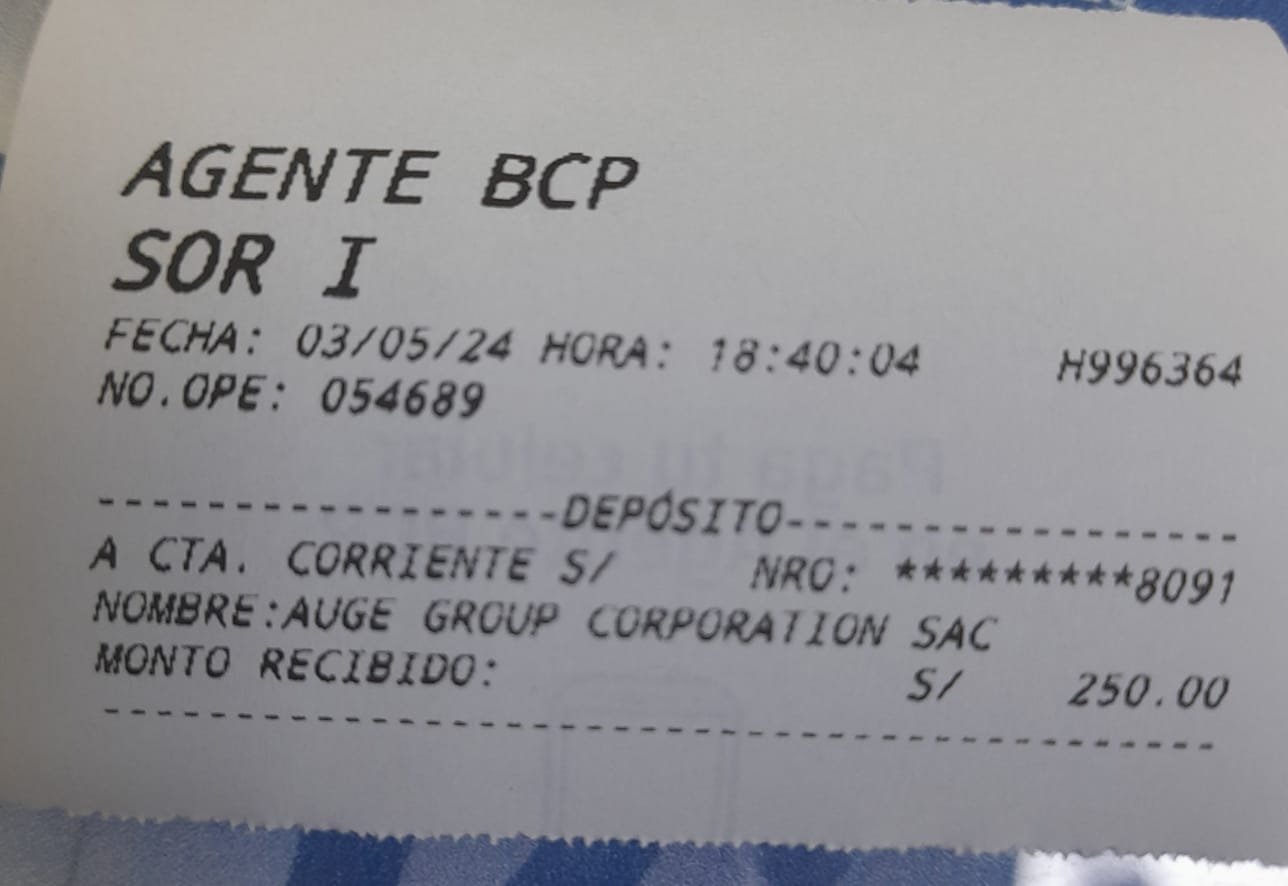 AGENTE BCP
SOR I
FECHA: 03/05/24 HORA: 18:40:04 H996364
NO.OPE: 054689
------------------DEPÓSITO------------------
A CTA. CORRIENTE S/ NRO: *********8091
NOMBRE:AUGE GROUP CORPORATION SAC
MONTO RECIBIDO: S/ 250.00